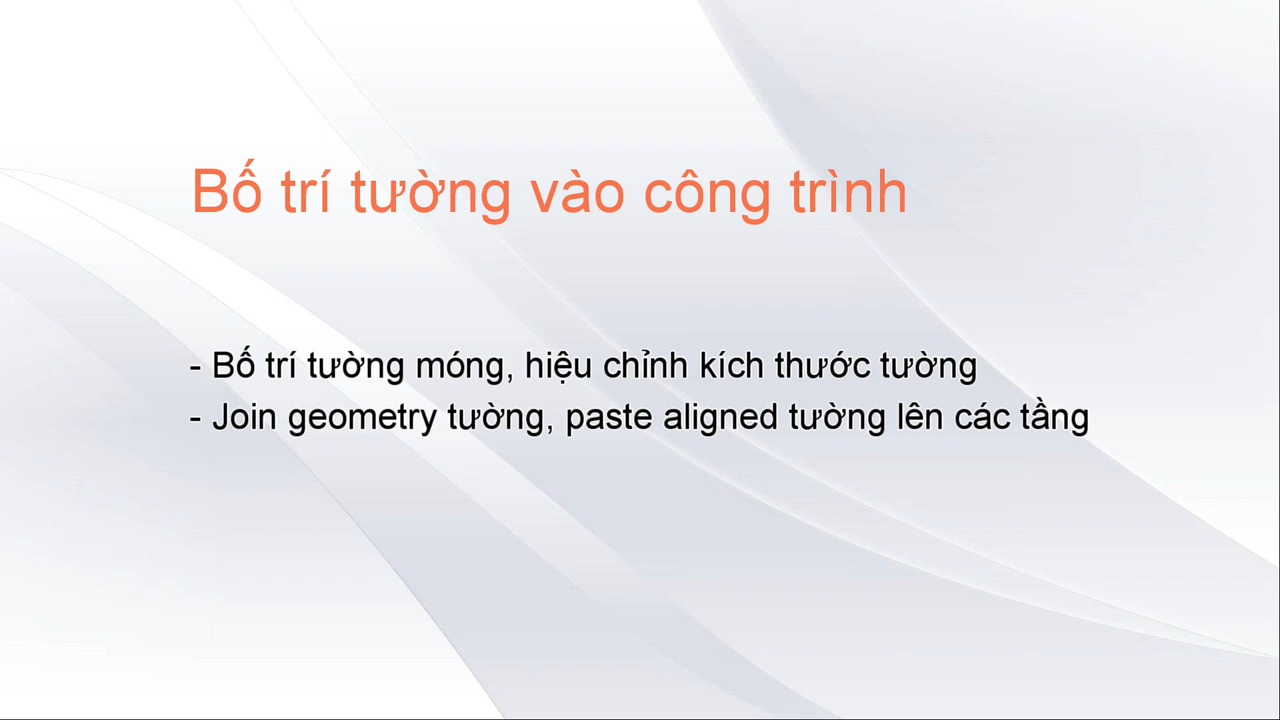 Bố trí tường vào công trình
- Bố trí tường móng, hiệu chỉnh kích thước tường
- Join geometry tường, paste aligned tường lên các tầng